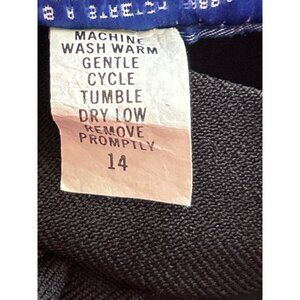 MACHINE
WASH WARM
GENTLE
CYCLE
TUMBLE
DRY LOW
REMOVE
PROMPTLY
14